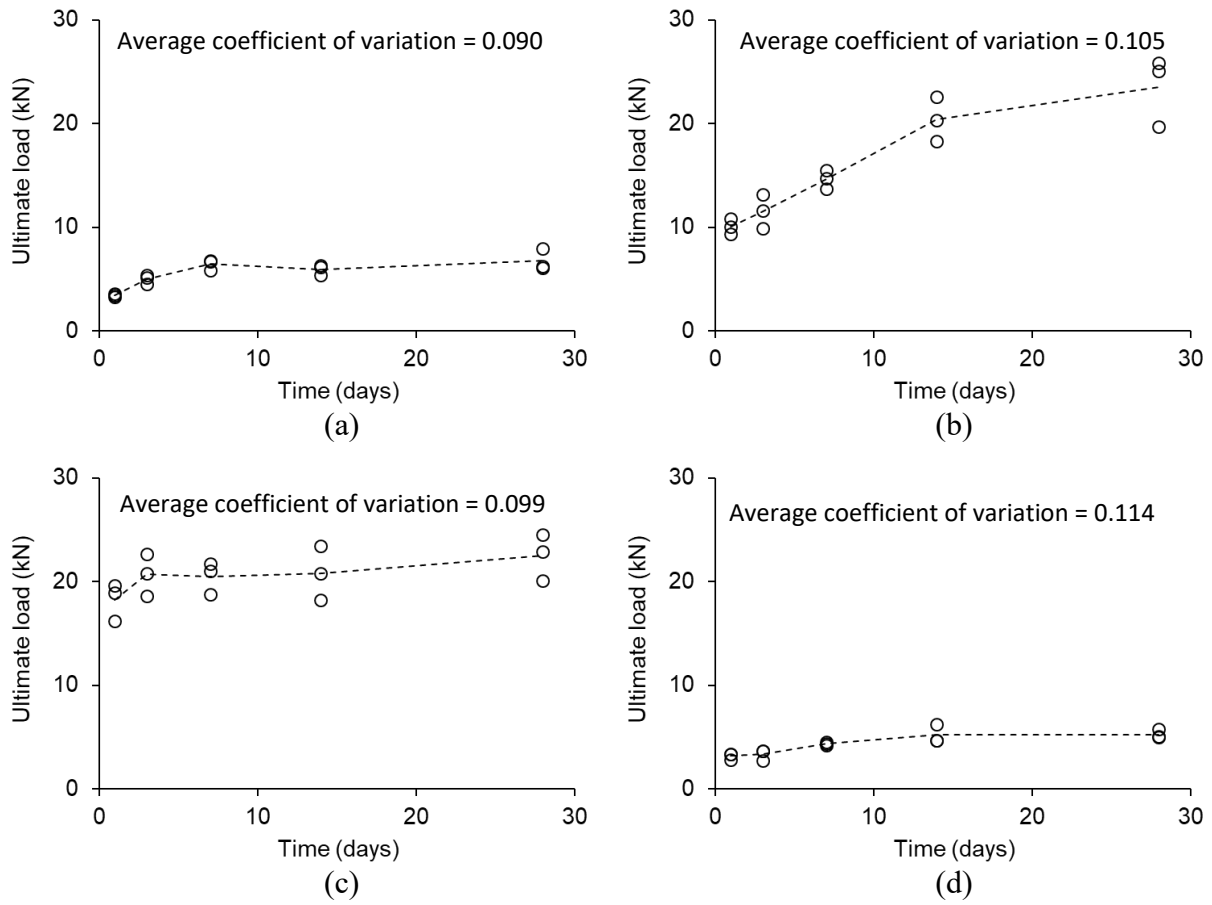 Average coefficient of variation = 0.090
Ultimate load (kN)
30
20
10
0
0 10 20 30
Time (days)
(a)
Average coefficient of variation = 0.105
Ultimate load (kN)
30
20
10
0
0 10 20 30
Time (days)
(b)
Average coefficient of variation = 0.099
Ultimate load (kN)
30
20
10
0
0 10 20 30
Time (days)
(c)
Average coefficient of variation = 0.114
Ultimate load (kN)
30
20
10
0
0 10 20 30
Time (days)
(d)